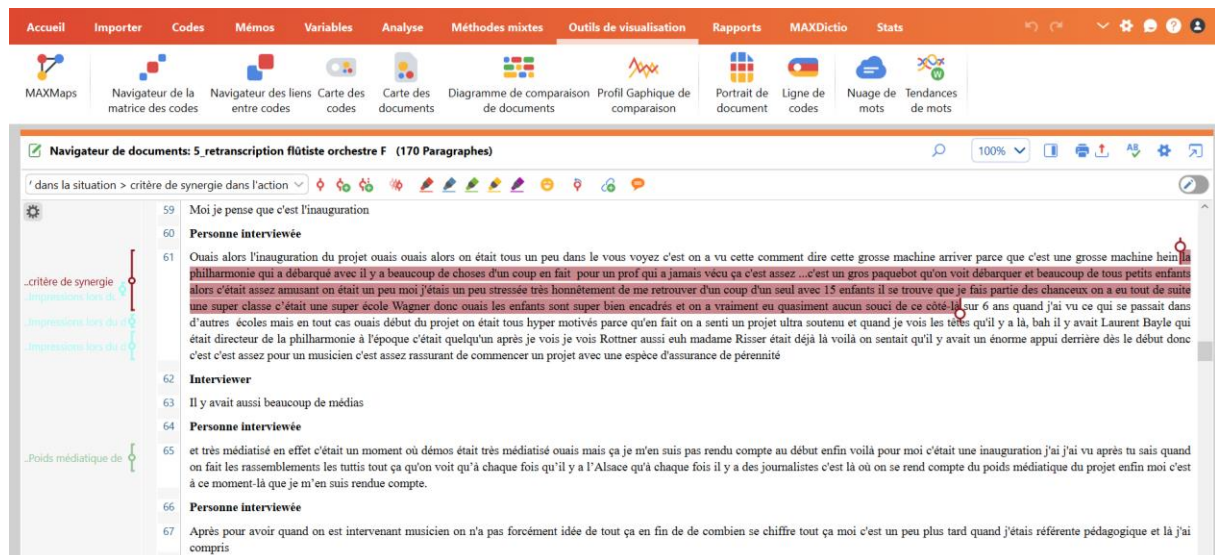 Accueil Importer Codes Mémos Variables Analyse Méthodes mixtes Outils de visualisation Rapports MAXDictio Stats
MAXMaps
Navigateur de la
matrice des codes
Navigateur des liens
entre codes
Carte des
codes
Carte des
documents
Diagramme de comparaison
de documents
Profil Gaphique de
comparaison
Portrait de
document
Ligne de
codes
Nuage de
mots
Tendances
de mots
Navigateur de documents: 5_retranscription flûtiste orchestre F (170 Paragraphes)
100%
' dans la situation > critère de synergie dans l'action
59 Moi je pense que c'est l'inauguration
60 Personne interviewée
61 Ouais alors l'inauguration du projet ouais ouais alors on était tous un peu dans le vous voyez c'est on a vu cette comment dire cette grosse machine arriver parce que c'est une grosse machine hein la
philharmonie qui a débarqué avec il y a beaucoup de choses d'un coup en fait pour un prof qui a jamais vécu ça c'est assez ...c'est un gros paquebot qu'on voit débarquer et beaucoup de tous petits enfants
alors c'était assez amusant on était un peu moi j'étais un peu stressée très honnêtement de me retrouver d'un coup d'un seul avec 15 enfants il se trouve que je fais partie des chanceux on a eu tout de suite
une super classe c'était une super école Wagner donc ouais les enfants sont super bien encadrés et on a vraiment eu quasiment aucun souci de ce côté-la sur 6 ans quand j'ai vu ce qui se passait dans
d'autres écoles mais en tout cas ouais début du projet on était tous hyper motivés parce qu'en fait on a senti un projet ultra soutenu et quand je vois les têtes qu'il y a là, bah il y avait Laurent Bayle qui
était directeur de la philharmonie à l'époque c'était quelqu'un après je vois je vois Rottner aussi euh madame Risser était déjà là voilà on sentait qu'il y avait un énorme appui derrière dès le début donc
c'est c'est assez pour un musicien c'est assez rassurant de commencer un projet avec une espèce d'assurance de pérennité
..critère de synergie
..Impressions lors du d
..Impressions lors du d
62 Interviewer
63 Il y avait aussi beaucoup de médias
64 Personne interviewée
65 et très médiatisé en effet c'était un moment où démos était très médiatisé ouais mais ça je m'en suis pas rendu compte au début enfin voilà pour moi c'était une inauguration j'ai j'ai vu après tu sais quand
on fait les rassemblements les tuttis tout ça qu'on voit qu'à chaque fois qu'il y a l'Alsace qu'à chaque fois il y a des journalistes c'est là où on se rend compte du poids médiatique du projet enfin moi c'est
à ce moment-là que je m'en suis rendue compte.
..Poids médiatique de
66 Personne interviewée
67 Après pour avoir quand on est intervenant musicien on n'a pas forcément idée de tout ça en fin de de combien se chiffre tout ça moi c'est un peu plus tard quand j'étais référente pédagogique et là j'ai
compris